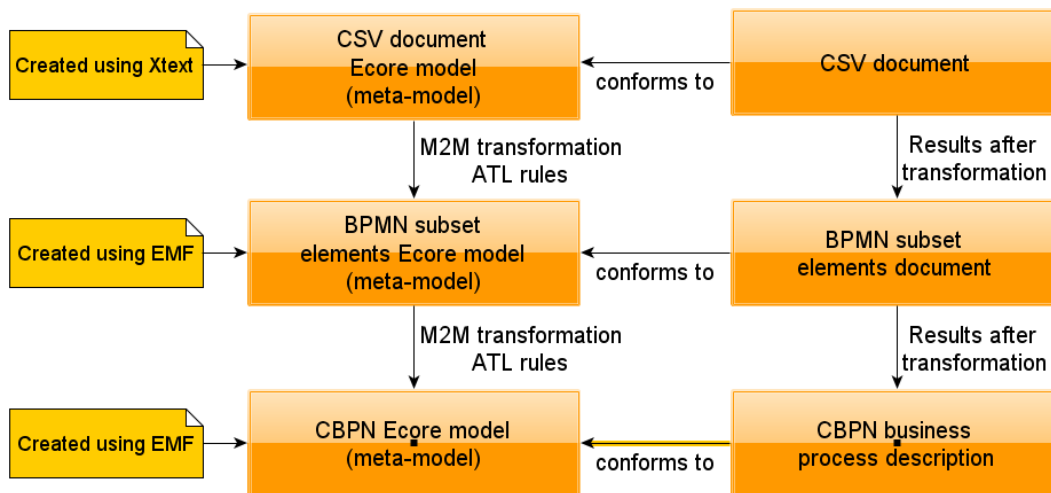 Created using Xtext
CSV document
Ecore model
(meta-model)
conforms to
CSV document
M2M transformation
ATL rules
Results after
transformation
Created using EMF
BPMN subset
elements Ecore model
(meta-model)
conforms to
BPMN subset
elements document
M2M transformation
ATL rules
Results after
transformation
Created using EMF
CBPN Ecore model
(meta-model)
conforms to
CBPN business
process description